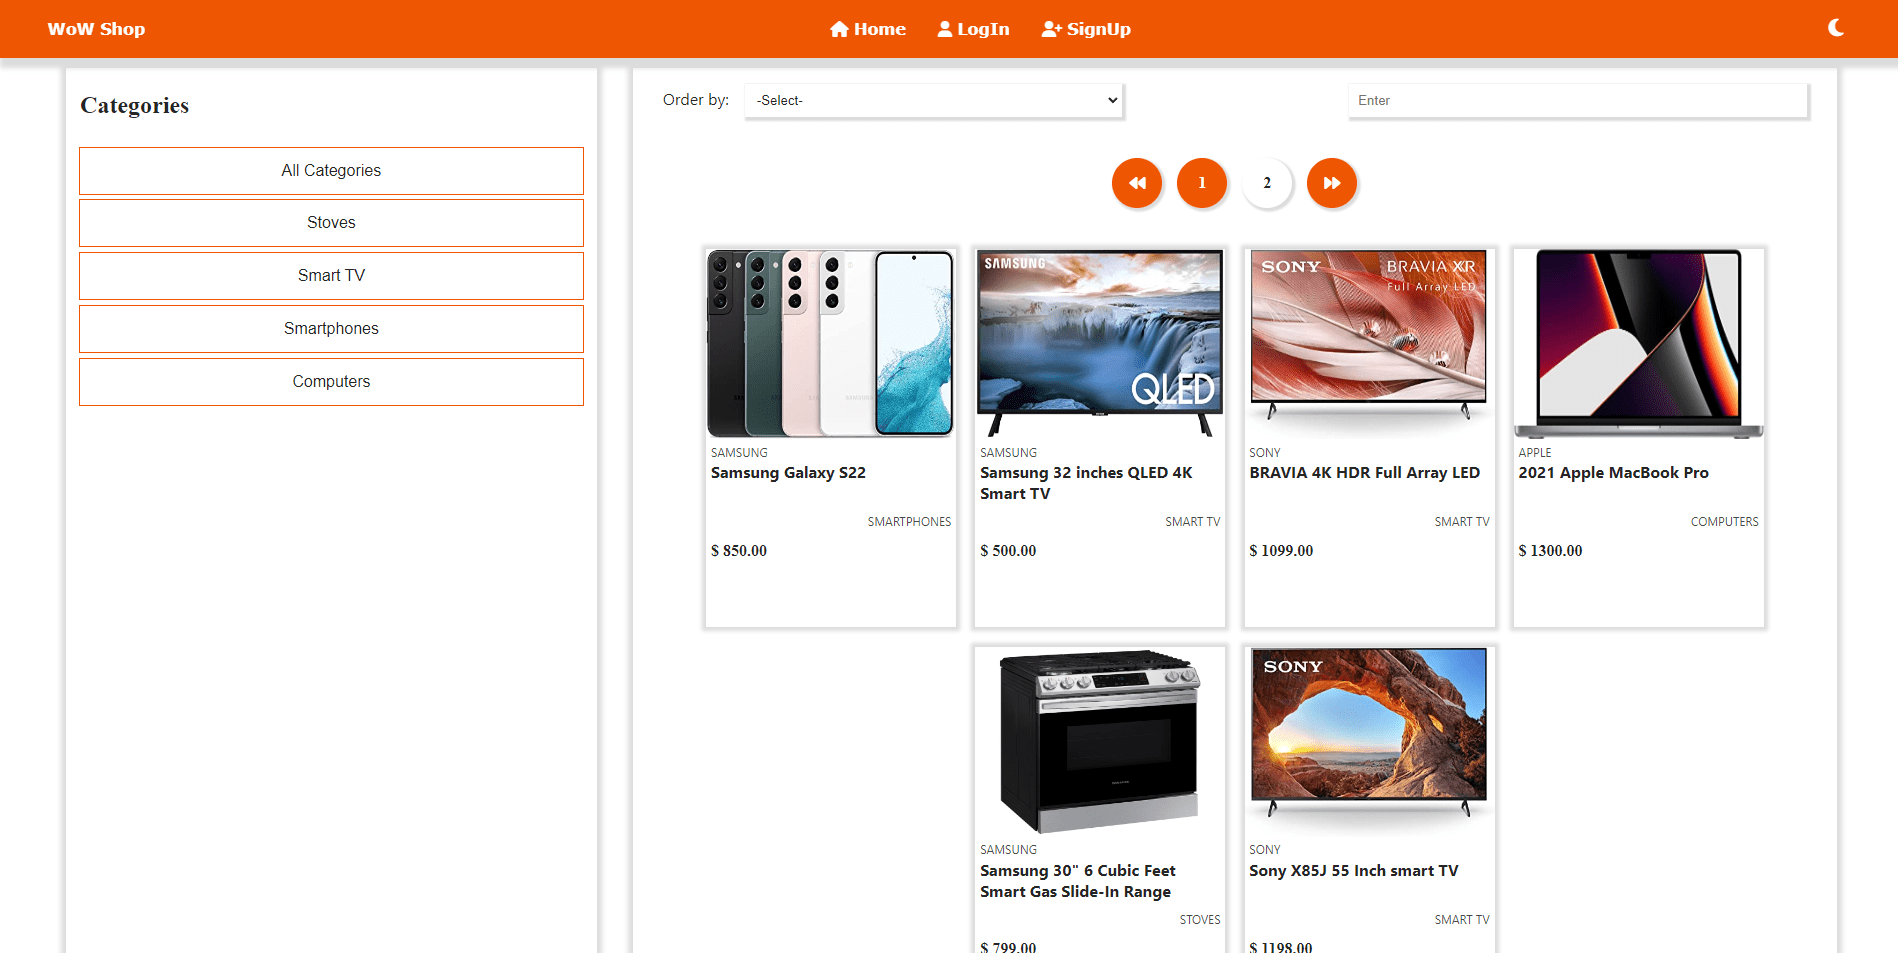 WoW Shop
Home
LogIn
SignUp
Categories
All Categories
Stoves
Smart TV
Smartphones
Computers
Order by:
-Select-
Enter
1
2
SAMSUNG
Samsung Galaxy S22
SMARTPHONES
$ 850.00
SAMSUNG
QLED
SAMSUNG
Samsung 32 inches QLED 4K
Smart TV
SMART TV
$ 500.00
SONY
BRAVIA XR
Full Array LED
SONY
BRAVIA 4K HDR Full Array LED
SMART TV
$ 1099.00
APPLE
2021 Apple MacBook Pro
COMPUTERS
$ 1300.00
SAMSUNG
Samsung 30" 6 Cubic Feet
Smart Gas Slide-In Range
STOVES
$ 799.00
SONY
SONY
Sony X85J 55 Inch smart TV
SMART TV
$ 1198.00